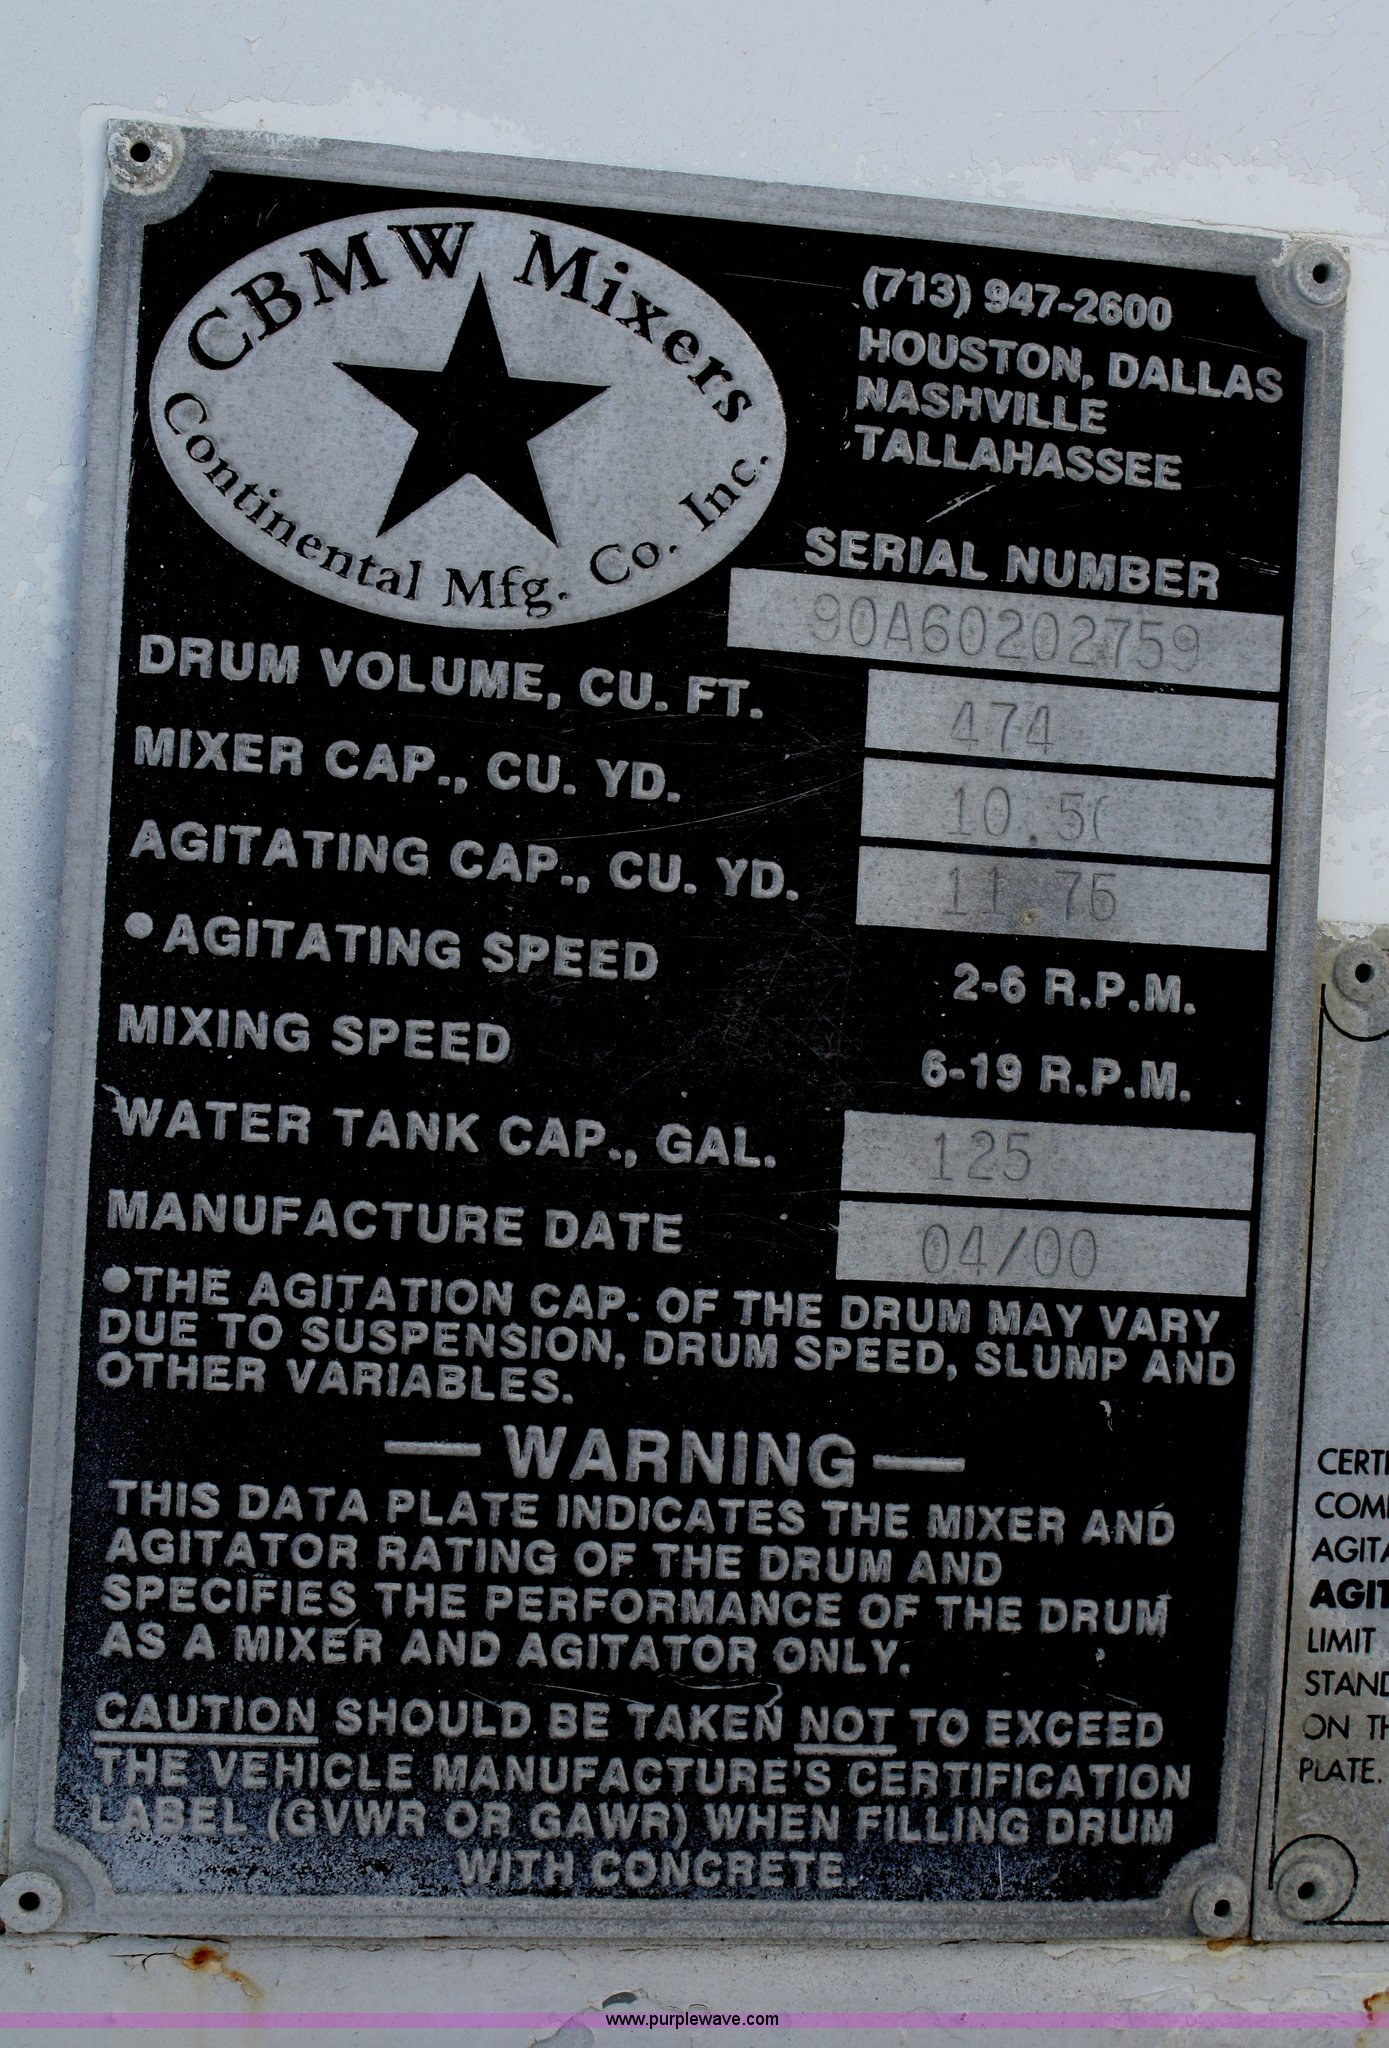 CBMW Mixers
Continental Mfg. Co. Inc.
(713) 947-2600
HOUSTON, DALLAS
NASHVILLE
TALLAHASSEE
SERIAL NUMBER
90A60202759
DRUM VOLUME, CU. FT. 474
MIXER CAP., CU. YD. 10.50
AGITATING CAP., CU. YD. 11.75
●AGITATING SPEED 2-6 R.P.M.
MIXING SPEED 6-19 R.P.M.
WATER TANK CAP., GAL. 125
MANUFACTURE DATE 04/00
●THE AGITATION CAP. OF THE DRUM MAY VARY
DUE TO SUSPENSION, DRUM SPEED, SLUMP AND
OTHER VARIABLES.
— WARNING —
THIS DATA PLATE INDICATES THE MIXER AND
AGITATOR RATING OF THE DRUM AND
SPECIFIES THE PERFORMANCE OF THE DRUM
AS A MIXER AND AGITATOR ONLY.
CAUTION SHOULD BE TAKEN NOT TO EXCEED
THE VEHICLE MANUFACTURE'S CERTIFICATION
LABEL (GVWR OR GAWR) WHEN FILLING DRUM
WITH CONCRETE.
LIMIT
ON
PLATE.
www.purplewave.com